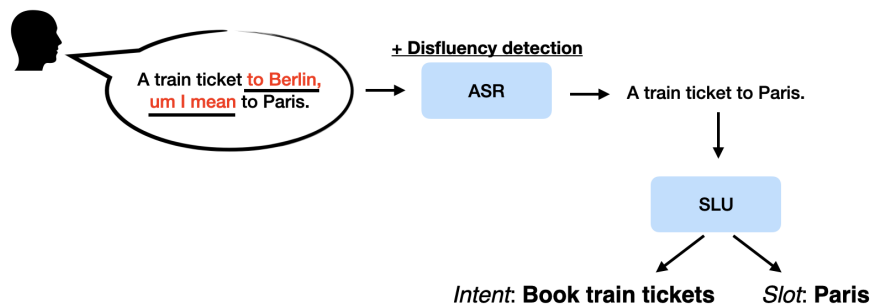 A train ticket to Berlin,
um I mean to Paris.
+ Disfluency detection
ASR
A train ticket to Paris.
SLU
Intent: Book train tickets
Slot: Paris